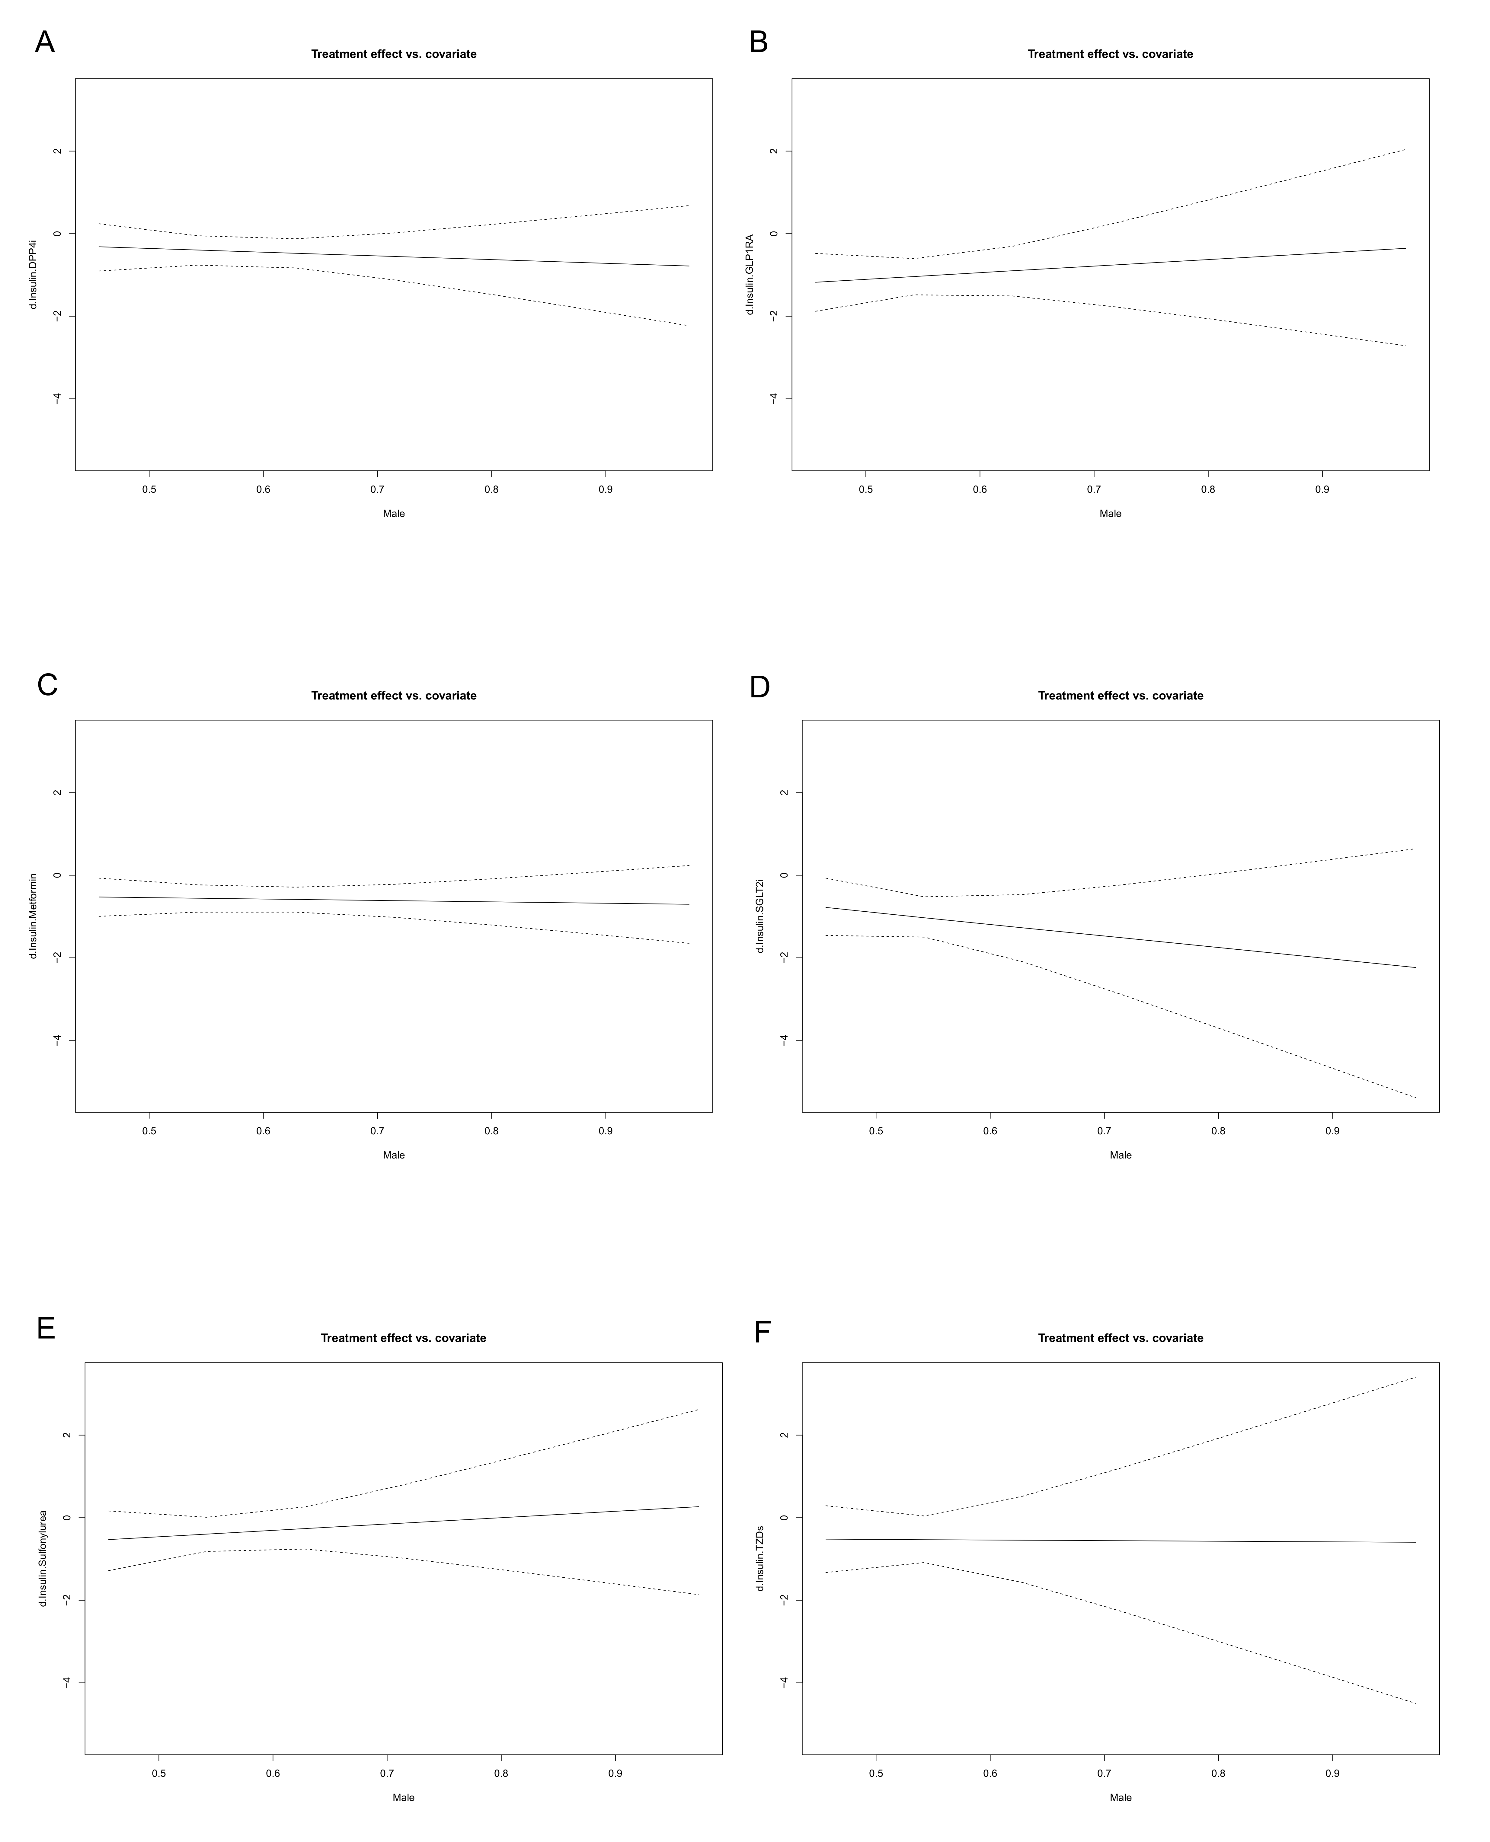 A
Treatment effect vs. covariate
d.Insulin.DPP4i
2
0
−2
−4
0.5 0.6 0.7 0.8 0.9
Male
B
Treatment effect vs. covariate
d.Insulin.GLP1RA
2
0
−2
−4
0.5 0.6 0.7 0.8 0.9
Male
C
Treatment effect vs. covariate
d.Insulin.Metformin
2
0
−2
−4
0.5 0.6 0.7 0.8 0.9
Male
D
Treatment effect vs. covariate
d.Insulin.SGLT2i
2
0
−2
−4
0.5 0.6 0.7 0.8 0.9
Male
E
Treatment effect vs. covariate
d.Insulin.Sulfonylurea
2
0
−2
−4
0.5 0.6 0.7 0.8 0.9
Male
F
Treatment effect vs. covariate
d.Insulin.TZDs
2
0
−2
−4
0.5 0.6 0.7 0.8 0.9
Male